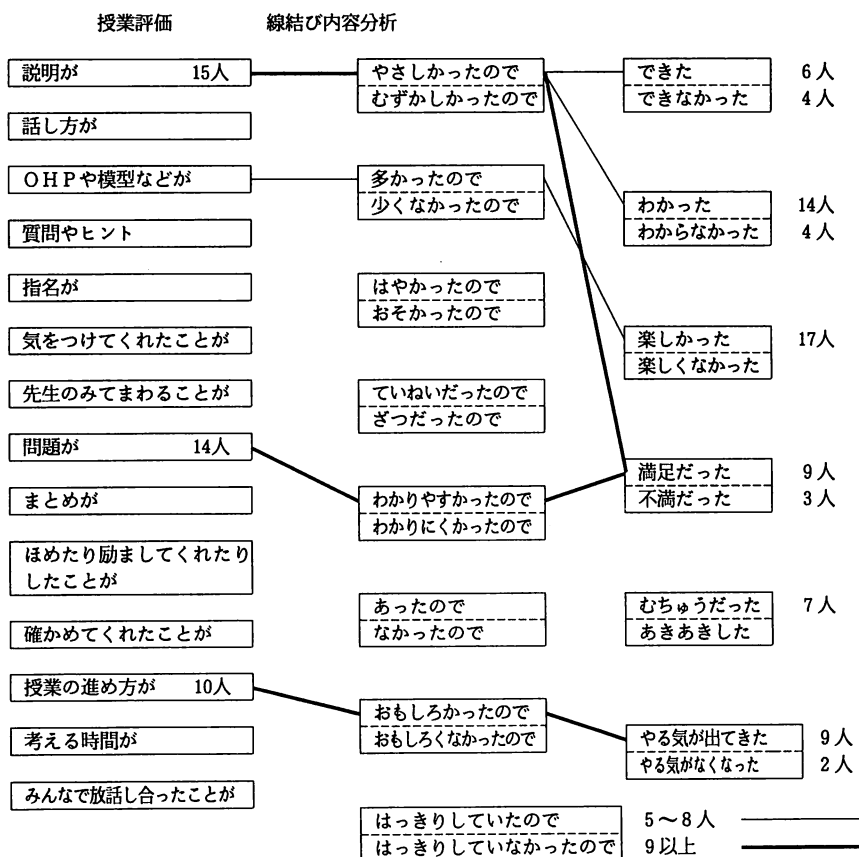 授業評価 線結び内容分析
説明が 15人
話し方が
OHPや模型などが
質問やヒント
指名が
気をつけてくれたことが
先生のみてまわることが
問題が 14人
まとめが
ほめたり励ましてくれたり
したことが
確かめてくれたことが
授業の進め方が 10人
考える時間が
みんなで放話し合ったことが
やさしかったので
むずかしかったので
多かったので
少くなかったので
はやかったので
おそかったので
ていねいだったので
ざつだったので
わかりやすかったので
わかりにくかったので
あったので
なかったので
おもしろかったので
おもしろくなかったので
はっきりしていたので
はっきりしていなかったので
できた 6人
できなかった 4人
わかった 14人
わからなかった 4人
楽しかった 17人
楽しくなかった
満足だった 9人
不満だった 3人
むちゅうだった 7人
あきあきした
やる気が出てきた 9人
やる気がなくなった 2人
5～8人
9以上